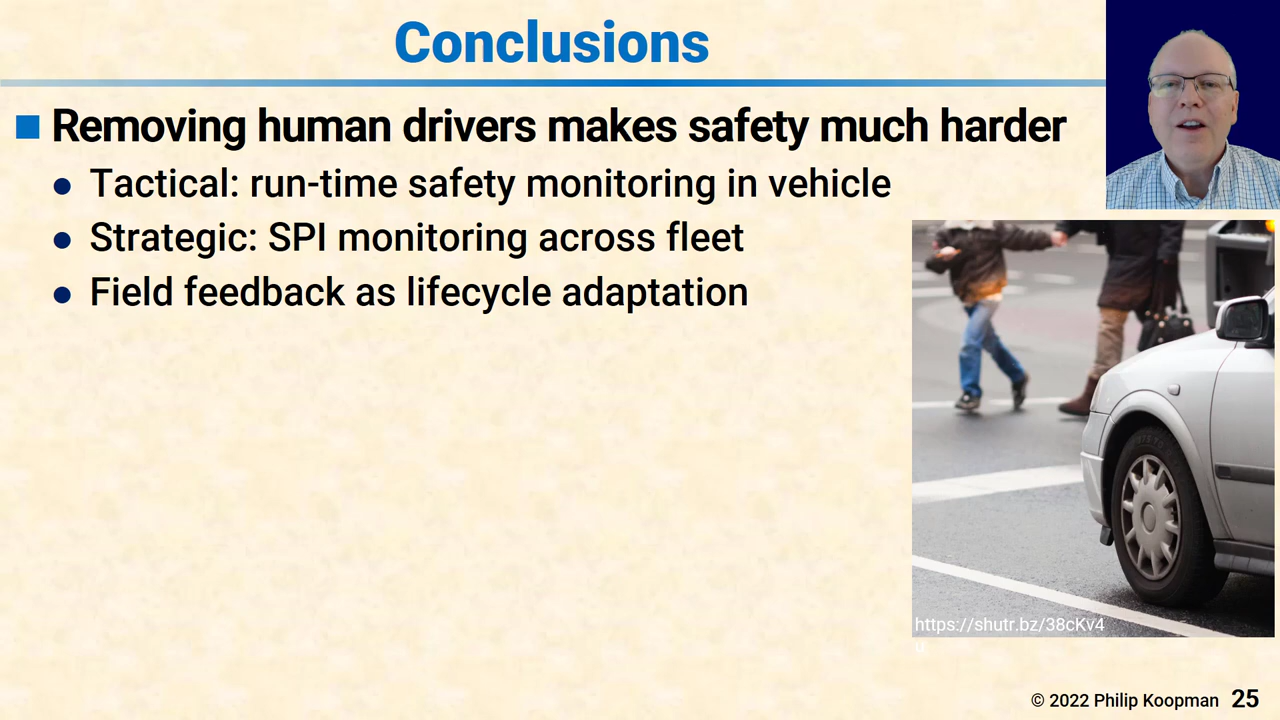 Conclusions
Removing human drivers makes safety much harder
Tactical: run-time safety monitoring in vehicle
Strategic: SPI monitoring across fleet
Field feedback as lifecycle adaptation
https://shutr.bz/38cKv4
u
© 2022 Philip Koopman 25